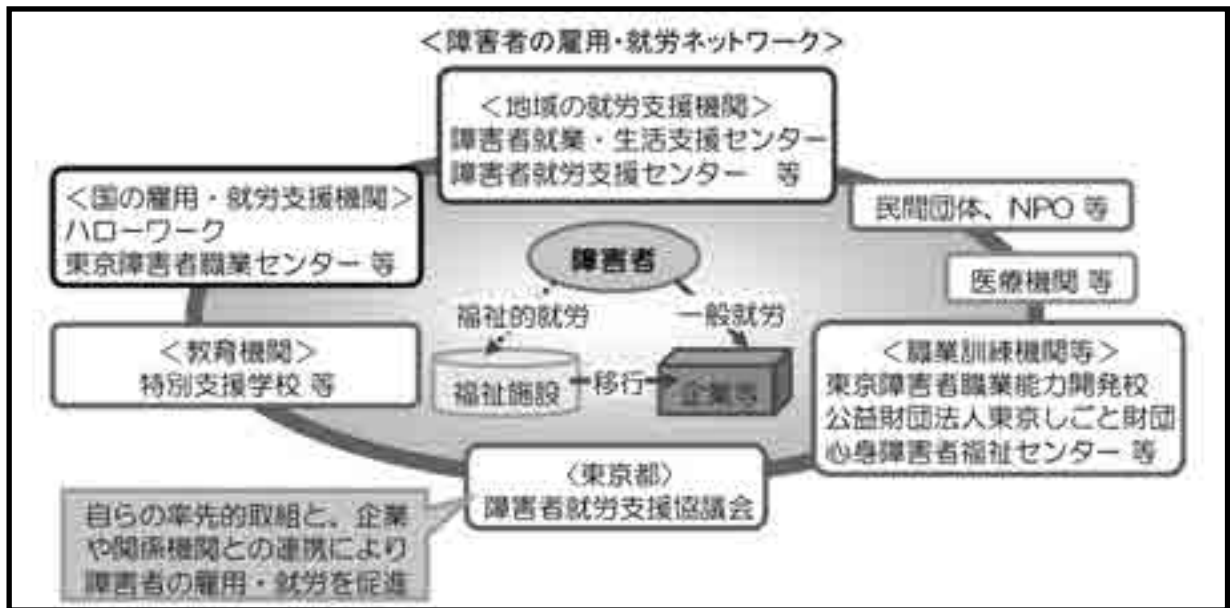 <障害者の雇用・就労ネットワーク>
<地域の就労支援機関>
障害者就業・生活支援センター
障害者就労支援センター 等
<国の雇用・就労支援機関>
ハローワーク
東京障害者職業センター 等
民間団体、NPO 等
障害者
医療機関 等
福祉的就労
一般就労
<教育機関>
特別支援学校 等
福祉施設
移行
企業等
<職業訓練機関等>
東京障害者職業能力開発校
公益財団法人東京しごと財団
心身障害者福祉センター 等
〈東京都〉
障害者就労支援協議会
自らの率先的取組と、企業
や関係機関との連携により
障害者の雇用・就労を促進